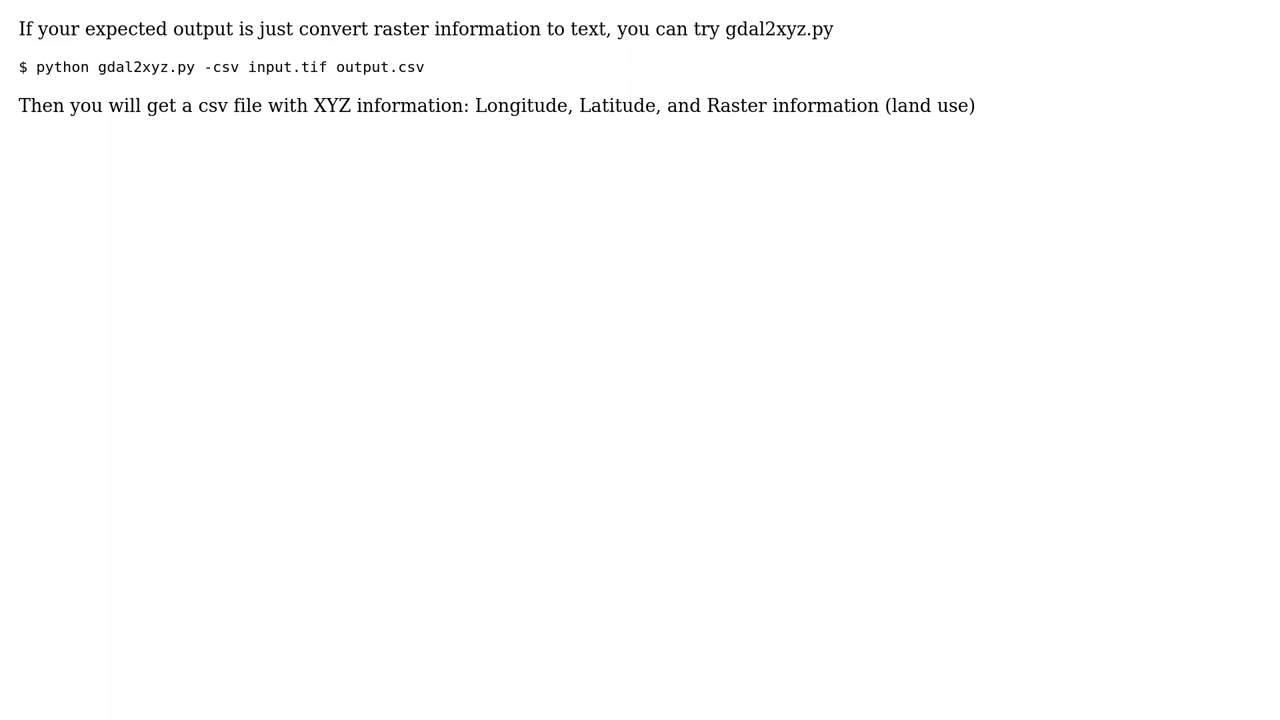 If your expected output is just convert raster information to text, you can try gdal2xyz.py
$ python gdal2xyz.py -csv input.tif output.csv
Then you will get a csv file with XYZ information: Longitude, Latitude, and Raster information (land use)